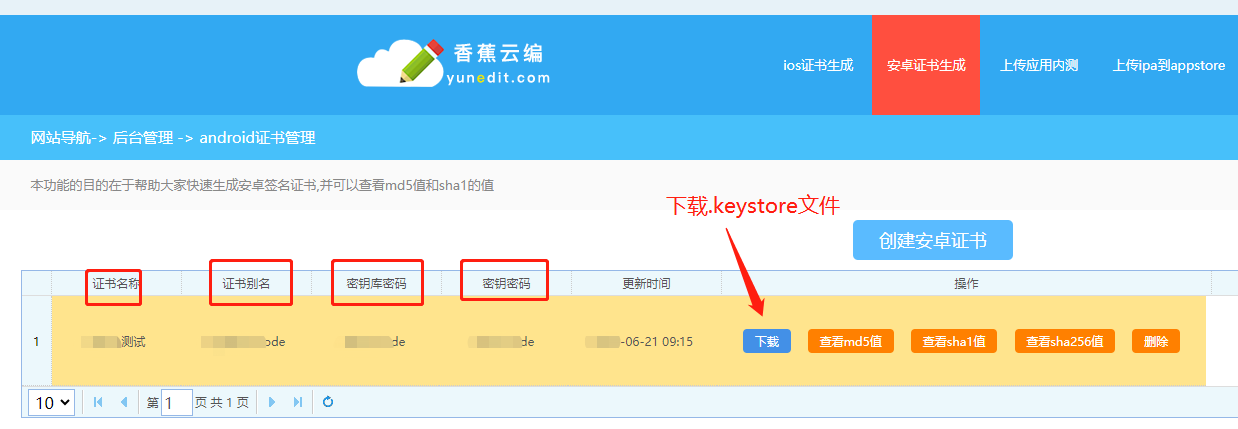 香蕉云编
yunedit.com
ios证书生成 安卓证书生成 上传应用内测 上传ipa到appstore
网站导航-> 后台管理 -> android证书管理
本功能的目的在于帮助大家快速生成安卓签名证书,并可以查看md5值和sha1的值
下载.keystore文件
创建安卓证书
证书名称 证书别名 密钥库密码 密钥密码 更新时间 操作
1 测试 ode de de -06-21 09:15 下载 查看md5值 查看sha1值 查看sha256值 删除
10 第 1 页 共 1 页